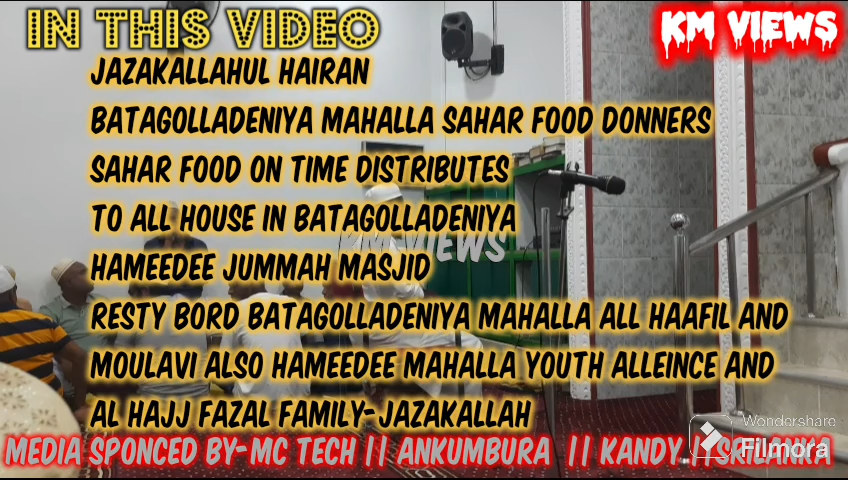 IN THIS VIDEO
KM VIEWS
JAZAKALLAHUL HAIRAN
BATAGOLLADENIYA MAHALLA SAHAR FOOD DONNERS
SAHAR FOOD ON TIME DISTRIBUTES
TO ALL HOUSE IN BATAGOLLADENIYA
KM VIEWS
HAMEEDEE JUMMAH MASJID
RESTY BORD BATAGOLLADENIYA MAHALLA ALL HAAFIL AND
MOULAVI ALSO HAMEEDEE MAHALLA YOUTH ALLEINCE AND
AL HAJJ FAZAL FAMILY-JAZAKALLAH
Wondershare
Filmora
MEDIA SPONCED BY-MC TECH || ANKUMBURA || KANDY || SRILANKA